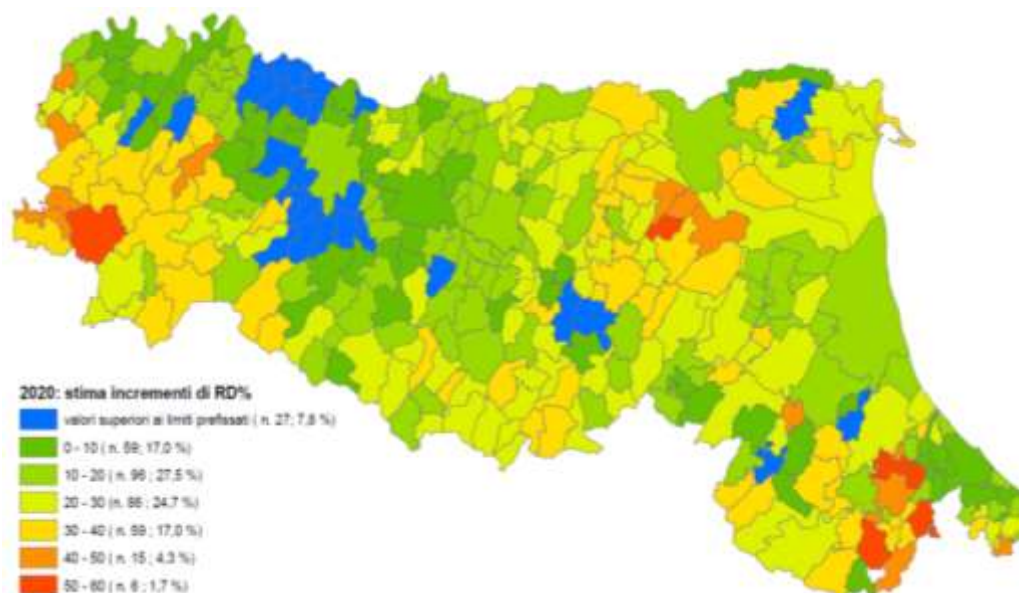 2020: stima incrementi di RD%
valori superiori ai limiti prefissati ( n. 27; 7,8 %)
0 - 10 ( n. 59; 17,0 %)
10 - 20 ( n. 96 ; 27,5 %)
20 - 30 (n. 86 ; 24,7 %)
30 - 40 ( n. 59 ; 17,0 %)
40 - 50 ( n. 15 ; 4,3 %)
50 - 60 ( n. 6 ; 1,7 %)